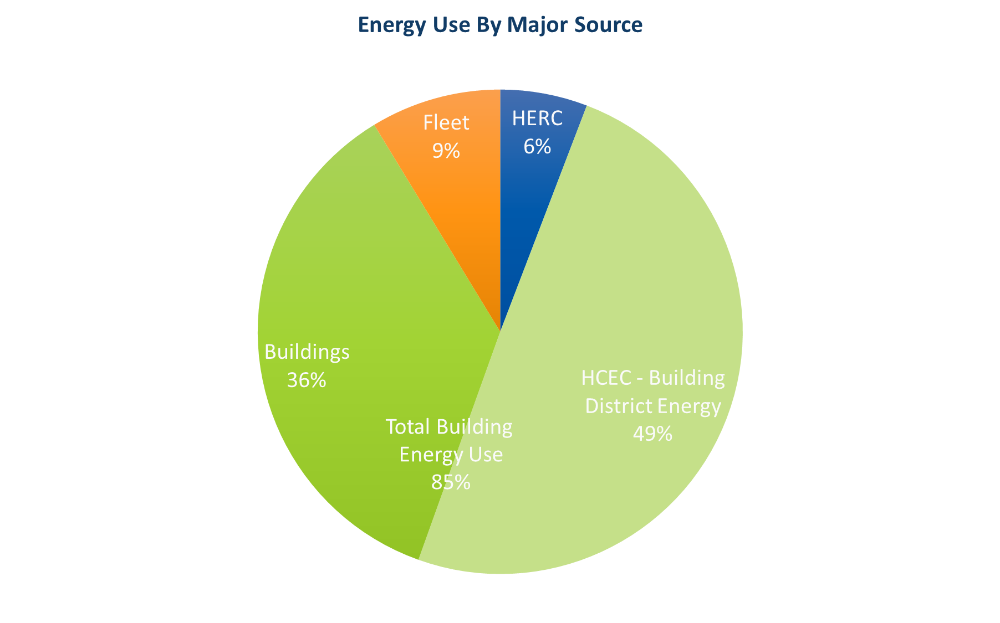 Energy Use By Major Source
Fleet
9%
HERC
6%
Buildings
36%
HCEC - Building
District Energy
49%
Total Building
Energy Use
85%